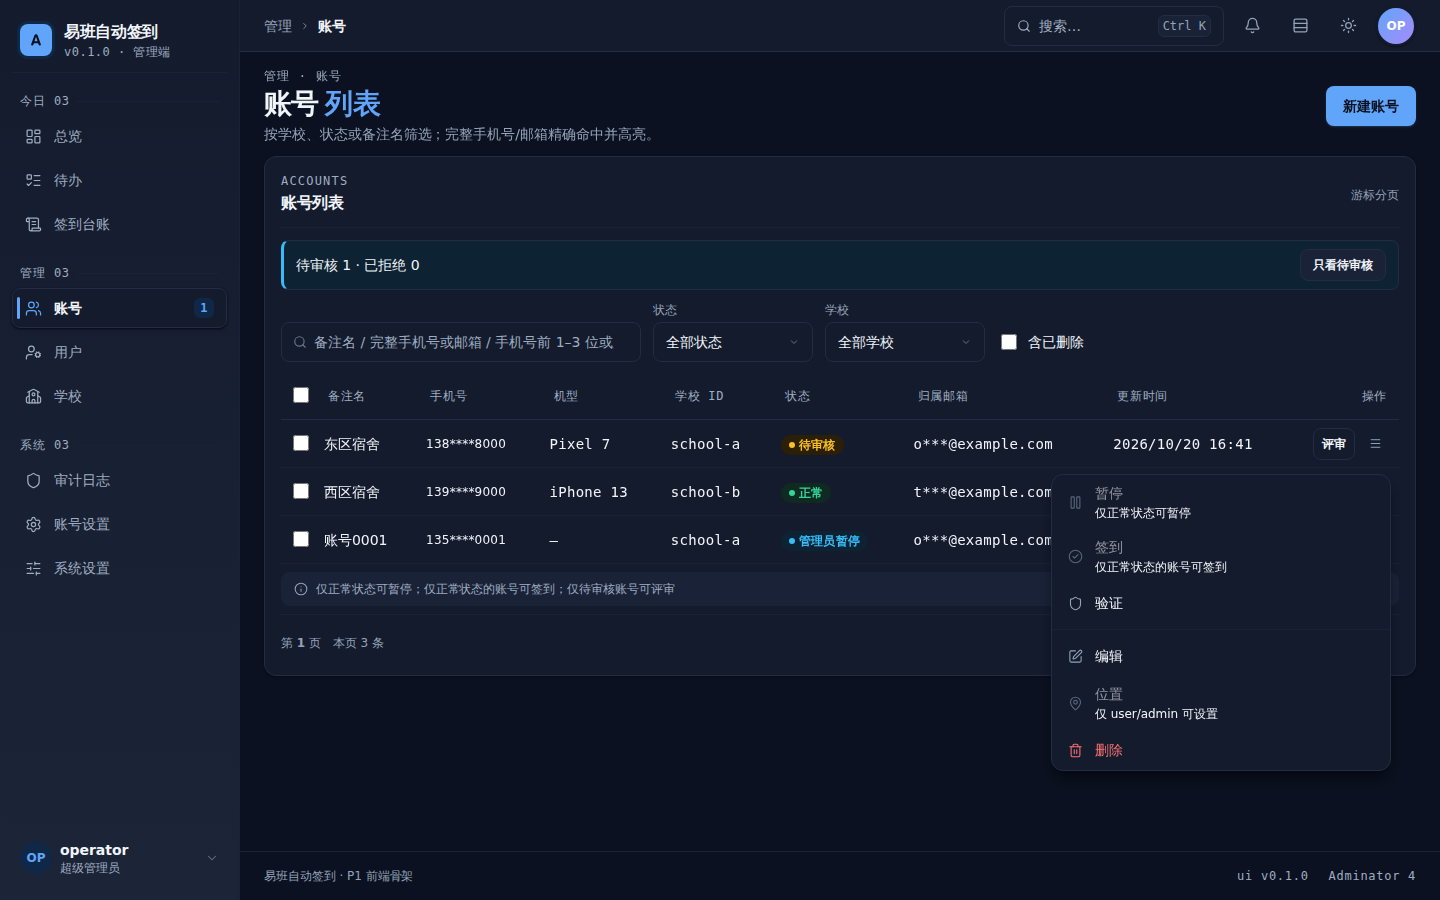 A
易班自动签到
v0.1.0 · 管理端
今日 03
总览
待办
签到台账
管理 03
账号 1
用户
学校
系统 03
审计日志
账号设置
系统设置
OP
operator
超级管理员
管理 › 账号
搜索… Ctrl K
OP
管理 · 账号
账号 列表
按学校、状态或备注名筛选；完整手机号/邮箱精确命中并高亮。
新建账号
ACCOUNTS
账号列表
游标分页
待审核 1 · 已拒绝 0
只看待审核
状态 学校
备注名 / 完整手机号或邮箱 / 手机号前 1–3 位或
全部状态 全部学校 含已删除
备注名 手机号 机型 学校 ID 状态 归属邮箱 更新时间 操作
东区宿舍 138****8000 Pixel 7 school-a 待审核 o***@example.com 2026/10/20 16:41 评审
西区宿舍 139****9000 iPhone 13 school-b 正常 t***@example.com
账号0001 135****0001 — school-a 管理员暂停 o***@example.com
仅正常状态可暂停；仅正常状态的账号可签到；仅待审核账号可评审
第 1 页 本页 3 条
暂停
仅正常状态可暂停
签到
仅正常状态的账号可签到
验证
编辑
位置
仅 user/admin 可设置
删除
易班自动签到 · P1 前端骨架
ui v0.1.0 Adminator 4